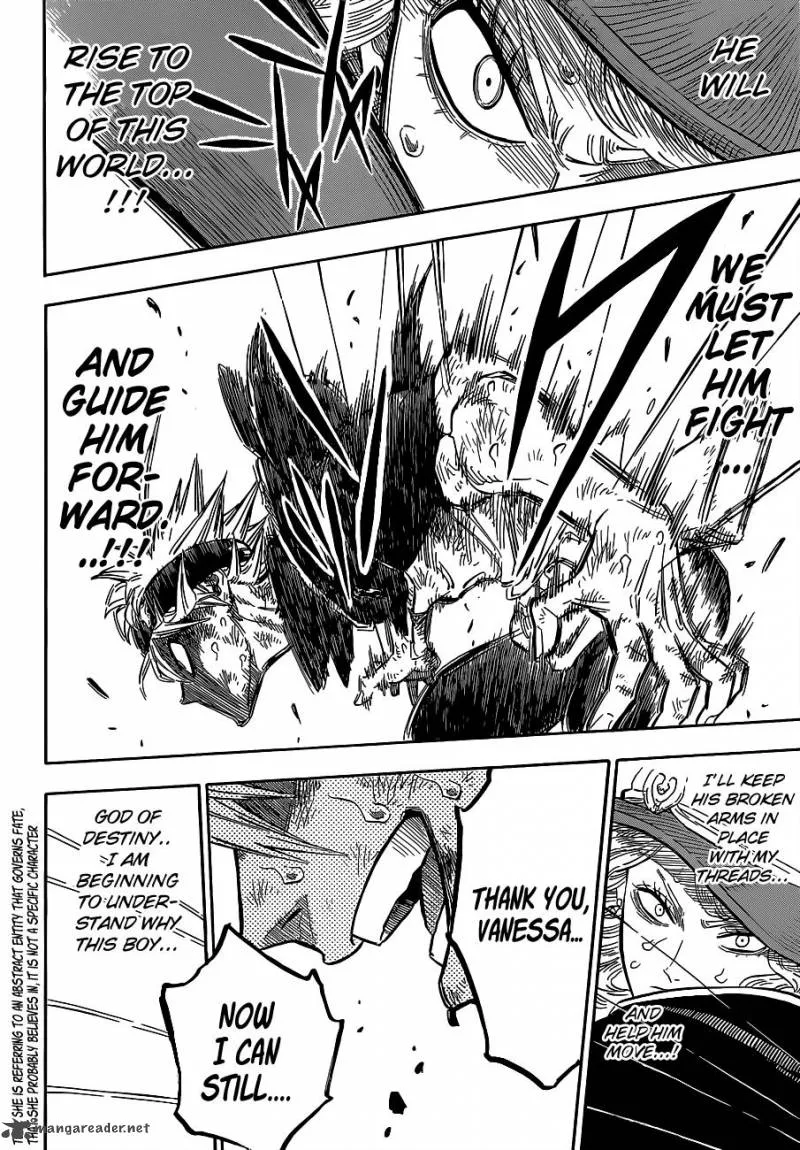 HE
WILL
RISE TO
THE TOP
OF THIS
WORLD...
!!!
WE
MUST
LET
HIM
FIGHT
...
AND
GUIDE
HIM
FOR-
WARD.
..!!!
I'LL KEEP
HIS BROKEN
ARMS IN
PLACE
WITH MY
THREADS...
AND
HELP HIM
MOVE....!
THANK YOU,
VANESSA...
NOW
I CAN
STILL....
GOD OF
DESTINY..
I AM
BEGINNING
TO UNDER-
STAND WHY
THIS BOY...
SHE IS REFERRING TO AN ABSTRACT ENTITY THAT GOVERNS FATE,
SHE PROBABLY BELIEVES IN, IT IS NOT A SPECIFIC CHARACTER
mangareader.net